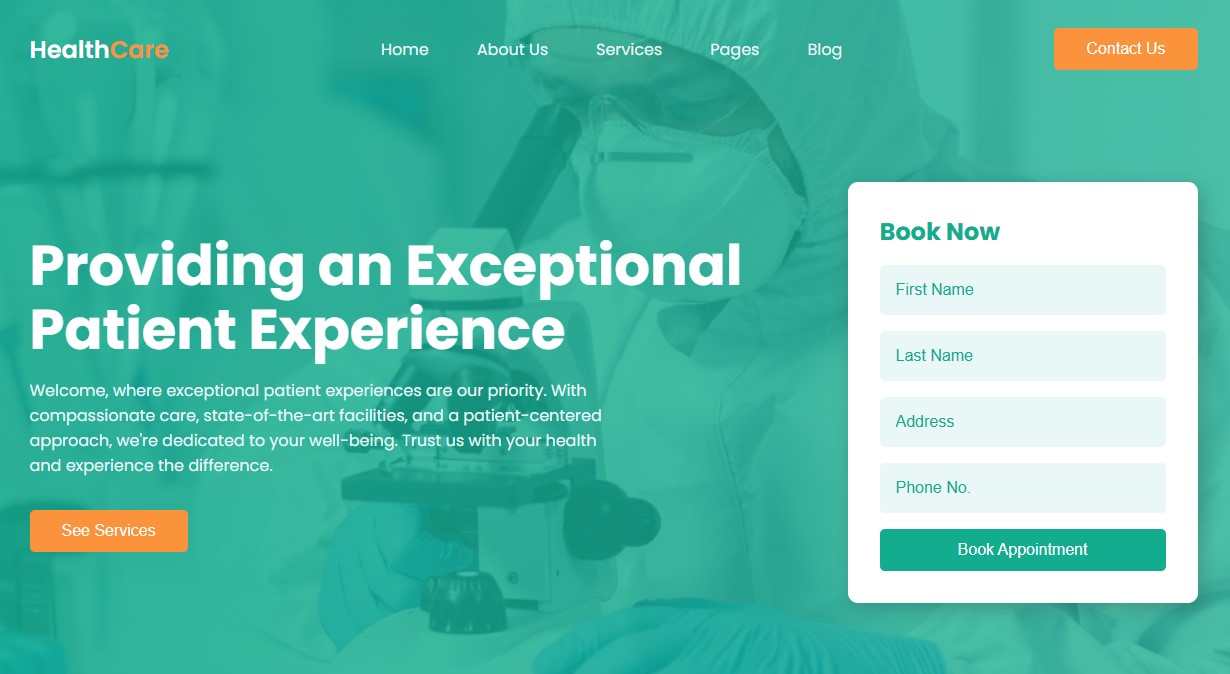 HealthCare
Home
About Us
Services
Pages
Blog
Contact Us
Providing an Exceptional
Patient Experience
Welcome, where exceptional patient experiences are our priority. With
compassionate care, state-of-the-art facilities, and a patient-centered
approach, we're dedicated to your well-being. Trust us with your health
and experience the difference.
See Services
Book Now
First Name
Last Name
Address
Phone No.
Book Appointment